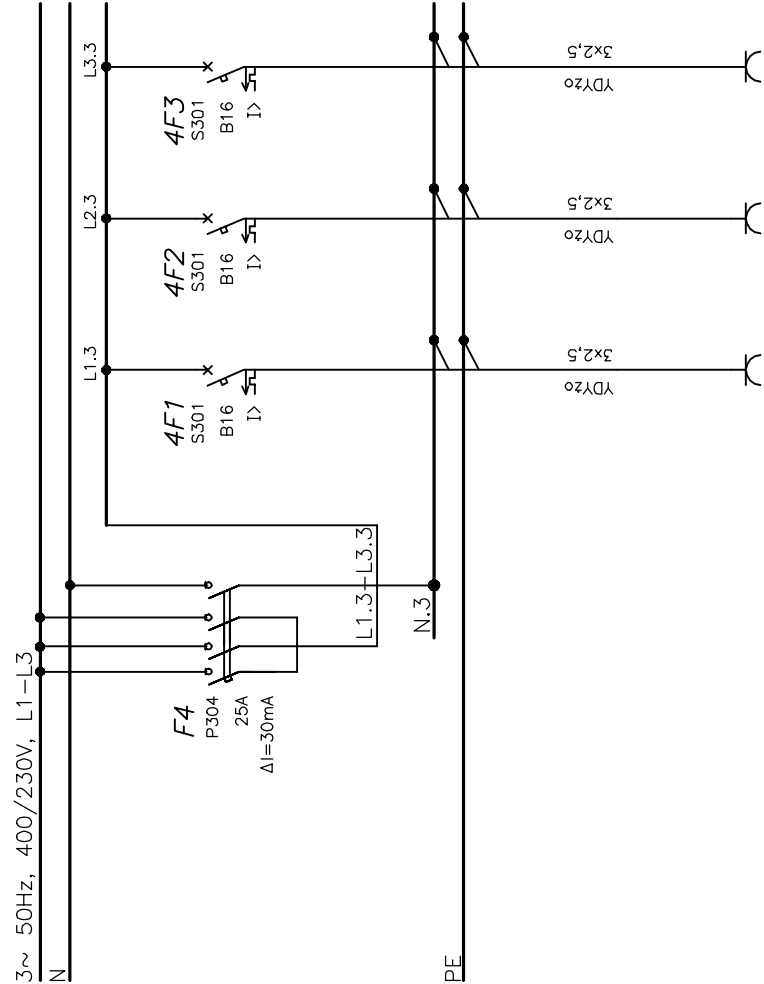 3~ 50Hz, 400/230V, L1-L3
N
PE
F4
P304
25A
ΔI=30mA
L1.3-L3.3
N.3
L1.3
4F1
S301
B16
I>
YDYżo
3x2,5
L2.3
4F2
S301
B16
I>
YDYżo
3x2,5
L3.3
4F3
S301
B16
I>
YDYżo
3x2,5